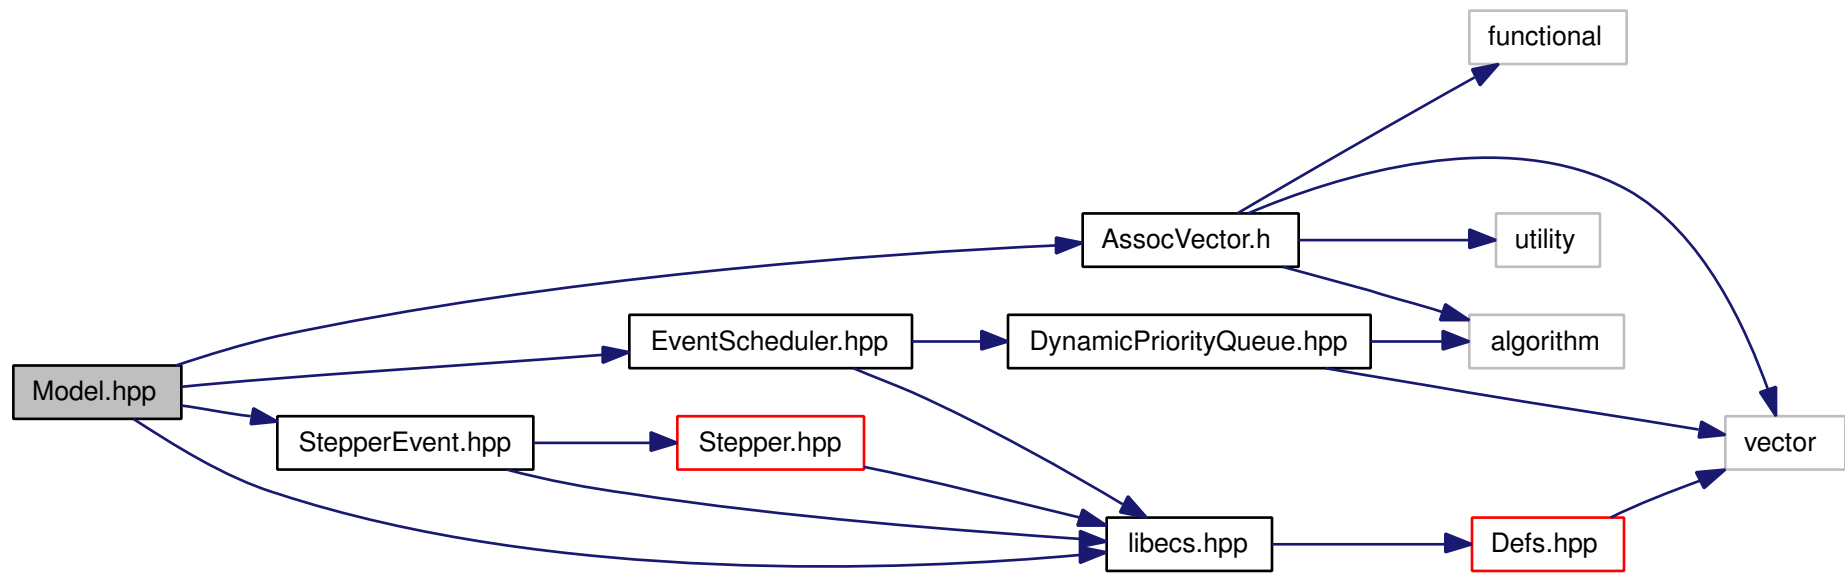 functional
AssocVector.h
utility
EventScheduler.hpp
DynamicPriorityQueue.hpp
algorithm
Model.hpp
StepperEvent.hpp
Stepper.hpp
vector
libecs.hpp
Defs.hpp